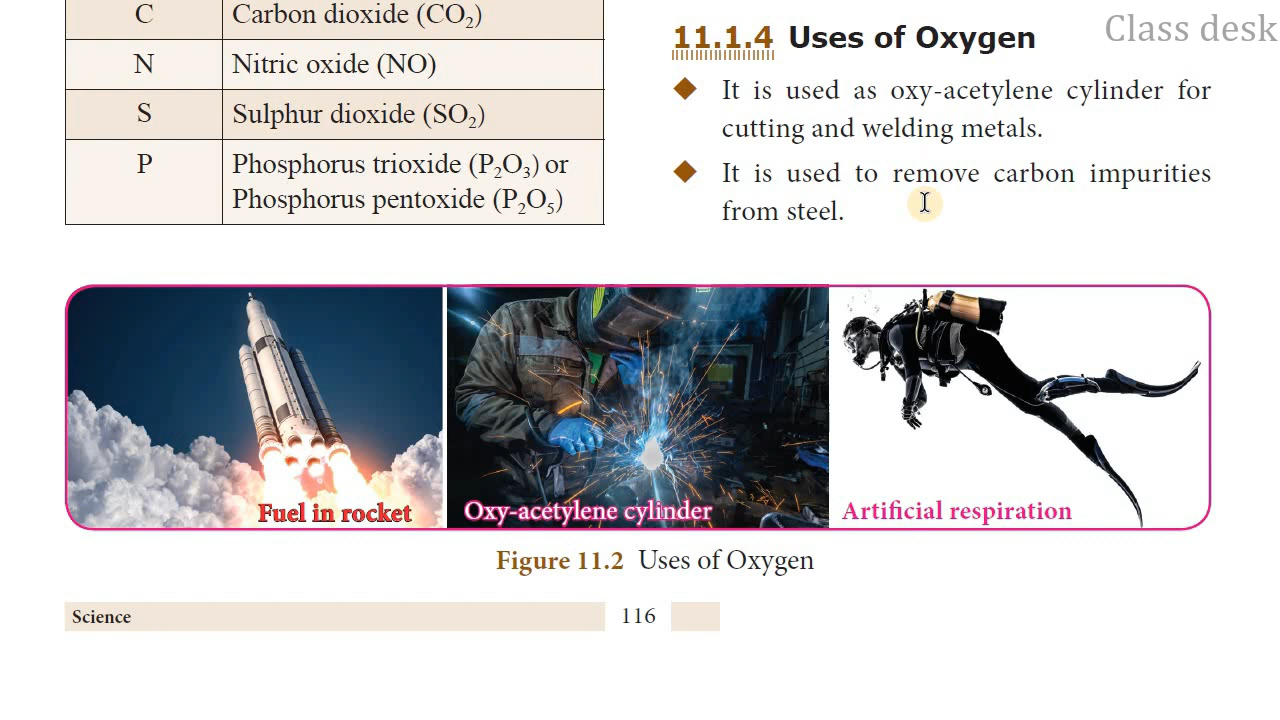 C Carbon dioxide (CO₂)
N Nitric oxide (NO)
S Sulphur dioxide (SO₂)
P Phosphorus trioxide (P₂O₃) or
Phosphorus pentoxide (P₂O₅)
Class desk
11.1.4 Uses of Oxygen
It is used as oxy-acetylene cylinder for
cutting and welding metals.
It is used to remove carbon impurities
from steel.
Fuel in rocket
Oxy-acetylene cylinder
Artificial respiration
Figure 11.2 Uses of Oxygen
Science 116